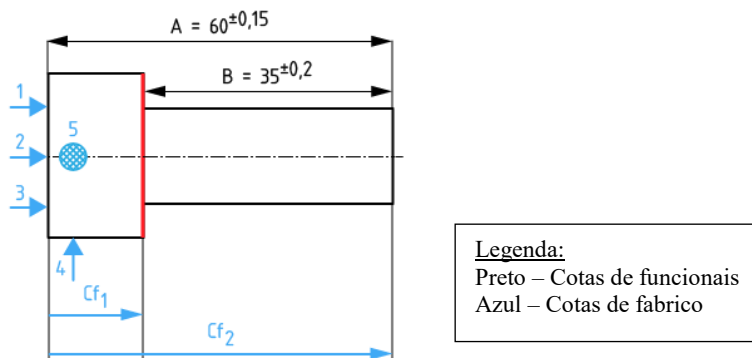 A = 60±0,15
B = 35±0,2
1
5
2
3
4
Cf1
Cf2
Legenda:
Preto – Cotas de funcionais
Azul – Cotas de fabrico